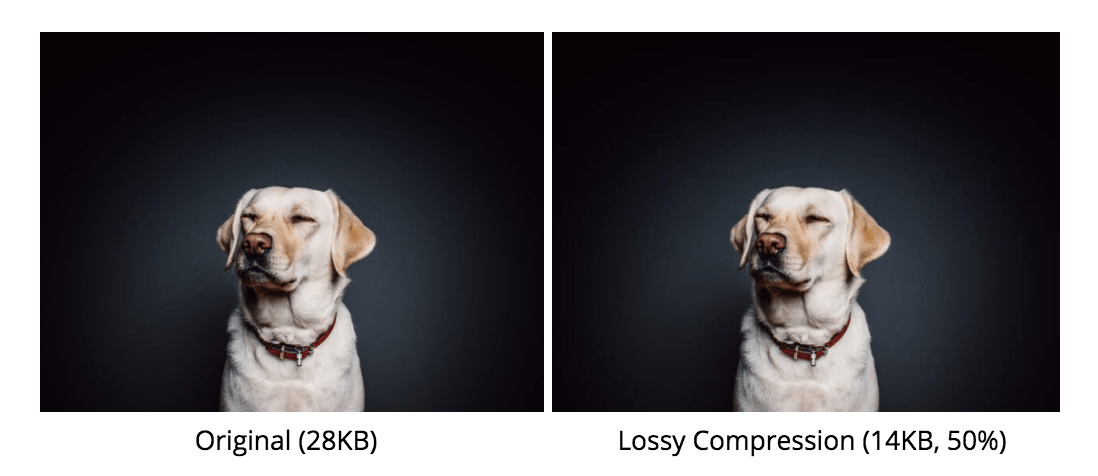 Original (28KB)
Lossy Compression (14KB, 50%)